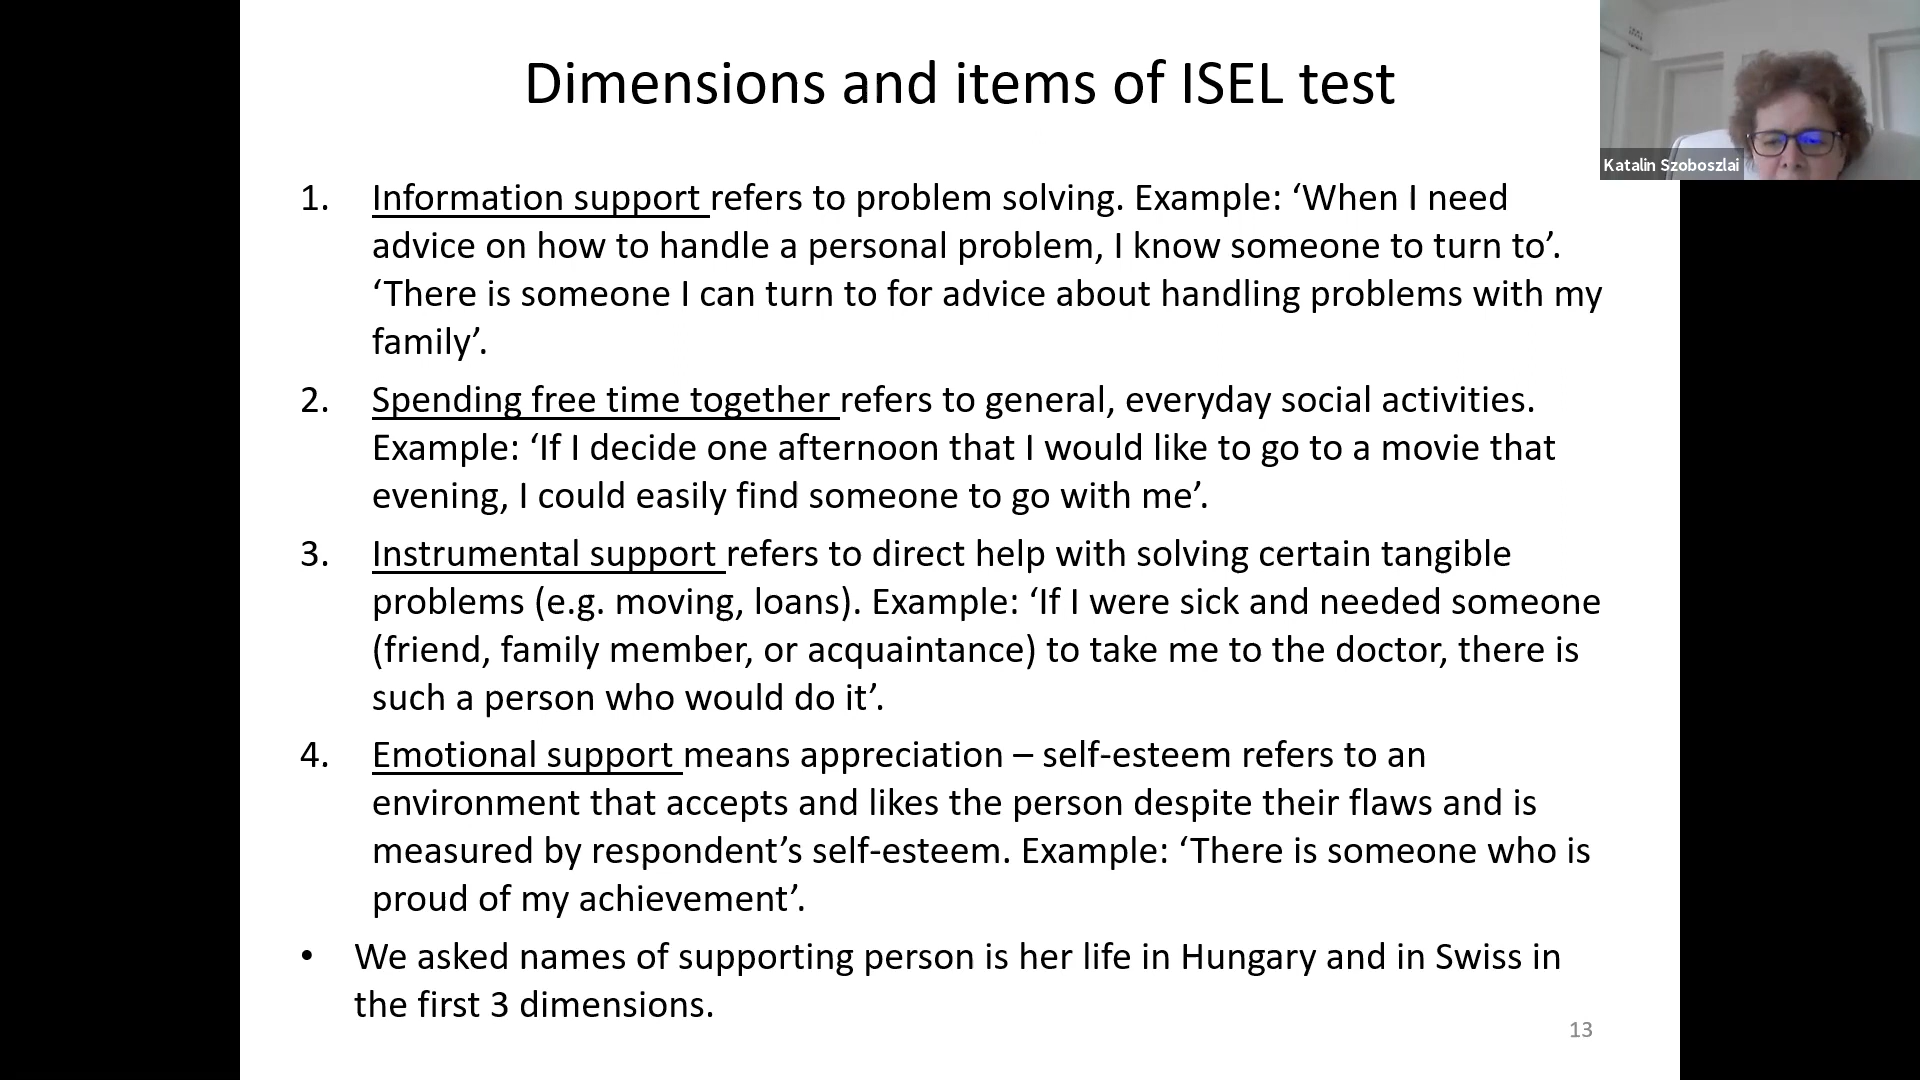 Dimensions and items of ISEL test
Katalin Szoboszlai
1. Information support refers to problem solving. Example: ‘When I need
advice on how to handle a personal problem, I know someone to turn to’.
‘There is someone I can turn to for advice about handling problems with my
family’.
2. Spending free time together refers to general, everyday social activities.
Example: ‘If I decide one afternoon that I would like to go to a movie that
evening, I could easily find someone to go with me’.
3. Instrumental support refers to direct help with solving certain tangible
problems (e.g. moving, loans). Example: ‘If I were sick and needed someone
(friend, family member, or acquaintance) to take me to the doctor, there is
such a person who would do it’.
4. Emotional support means appreciation – self-esteem refers to an
environment that accepts and likes the person despite their flaws and is
measured by respondent’s self-esteem. Example: ‘There is someone who is
proud of my achievement’.
• We asked names of supporting person is her life in Hungary and in Swiss in
the first 3 dimensions.
13